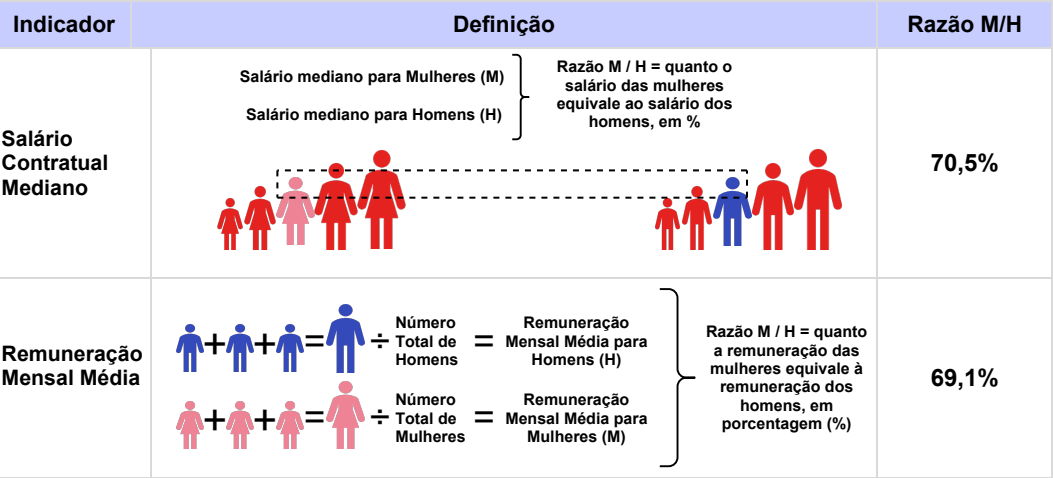 Indicador
Definição
Razão M/H
Salário
Contratual
Mediano
Salário mediano para Mulheres (M)
Salário mediano para Homens (H)
Razão M / H = quanto o
salário das mulheres
equivale ao salário dos
homens, em %
70,5%
Remuneração
Mensal Média
+ + = ÷
Número
Total de
Homens
=
Remuneração
Mensal Média para
Homens (H)
+ + = ÷
Número
Total de
Mulheres
=
Remuneração
Mensal Média para
Mulheres (M)
Razão M / H = quanto
a remuneração das
mulheres equivale à
remuneração dos
homens, em
porcentagem (%)
69,1%